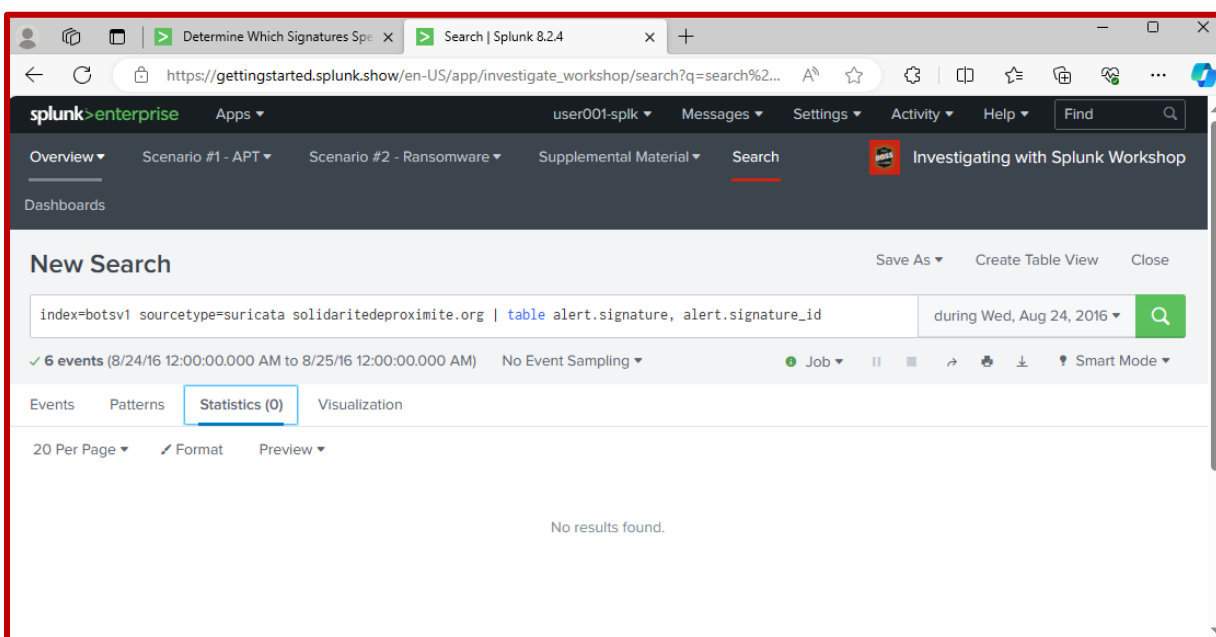 Determine Which Signatures Spe
Search | Splunk 8.2.4
https://gettingstarted.splunk.show/en-US/app/investigate_workshop/search?q=search%2...
splunk>enterprise Apps user001-splk Messages Settings Activity Help Find
Overview Scenario #1 - APT Scenario #2 - Ransomware Supplemental Material Search Investigating with Splunk Workshop
Dashboards
New Search Save As Create Table View Close
index=botsv1 sourcetype=suricata solidaritedeproximite.org | table alert.signature, alert.signature_id during Wed, Aug 24, 2016
6 events (8/24/16 12:00:00.000 AM to 8/25/16 12:00:00.000 AM) No Event Sampling Job Smart Mode
Events Patterns Statistics (0) Visualization
20 Per Page Format Preview
No results found.